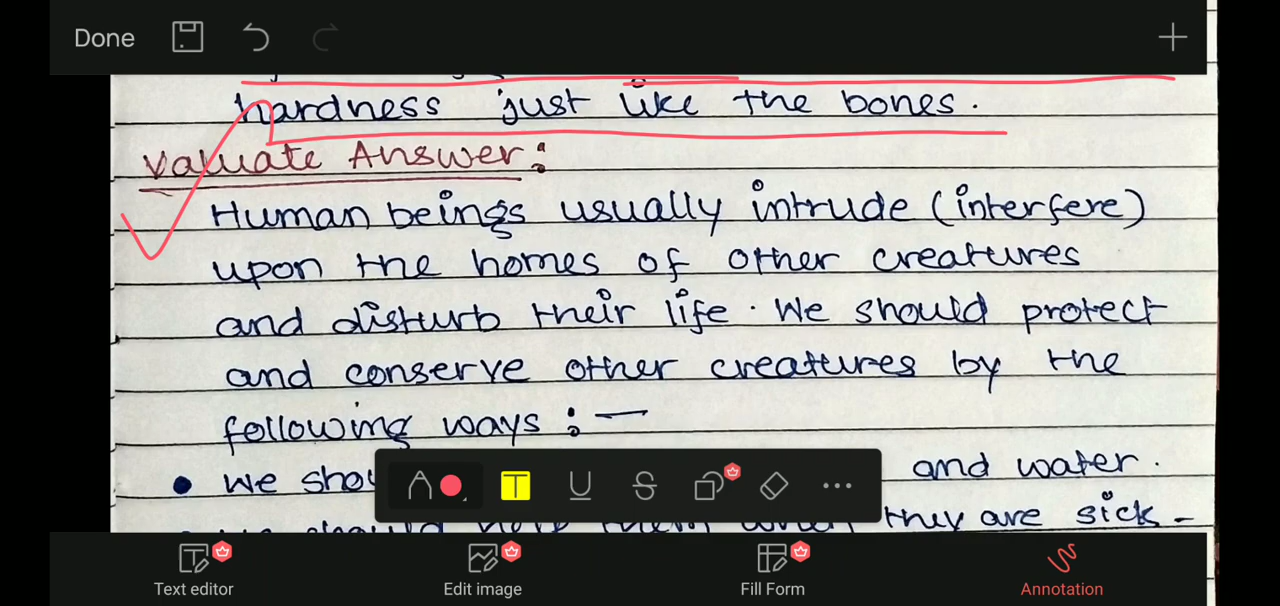 Done
hardness just like the bones.
Valuate Answer:
Human beings usually intrude (interfere)
upon the homes of other creatures
and disturb their life. We should protect
and conserve other creatures by the
following ways :—
• We and water.
they are sick-
Text editor
Edit image
Fill Form
Annotation